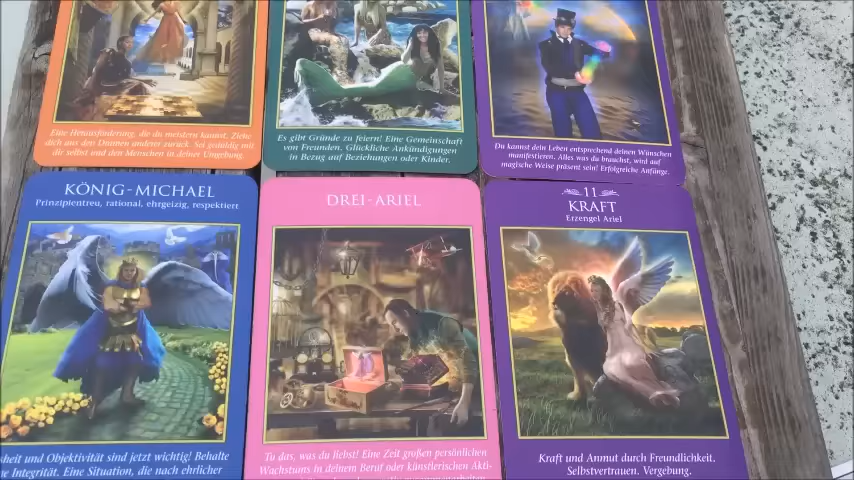 Eine Herausforderung, die du meistern kannst. Ziehe
dich aus den Dramen anderer zurück. Sei geduldig mit
dir selbst und den Menschen in deiner Umgebung.
Es gibt Gründe zu feiern! Eine Gemeinschaft
von Freunden. Glückliche Ankündigungen
in Bezug auf Beziehungen oder Kinder.
Du kannst dein Leben entsprechend deinen Wünschen
manifestieren. Alles was du brauchst, wird auf
magische Weise präsent sein! Erfolgreiche Anfänge.
KÖNIG-MICHAEL
Prinzipientreu, rational, ehrgeizig, respektiert
heit und Objektivität sind jetzt wichtig! Behalte
ne Integrität. Eine Situation, die nach ehrlicher
DREI-ARIEL
Tu das, was du liebst! Eine Zeit großen persönlichen
Wachstums in deinem Beruf oder künstlerischen Akti-
11
KRAFT
Erzengel Ariel
Kraft und Anmut durch Freundlichkeit.
Selbstvertrauen. Vergebung.